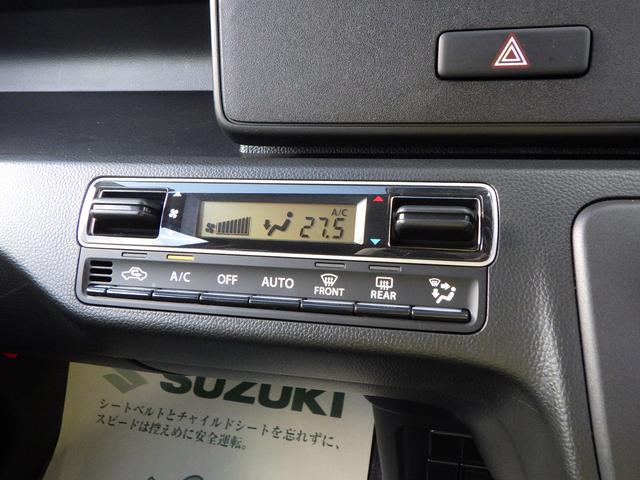 A/C
27.5
A/C
OFF
AUTO
FRONT
REAR
SUZUKI
シートベルトとチャイルドシートを忘れずに、
スピードは控えめに安全運転。